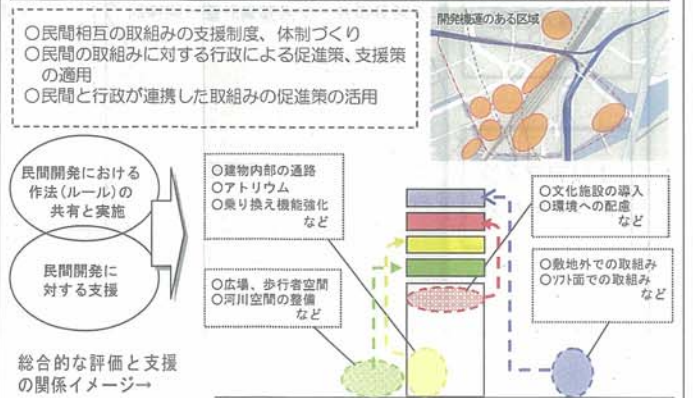 ○民間相互の取組みの支援制度、体制づくり
○民間の取組みに対する行政による促進策、支援策
の適用
○民間と行政が連携した取組みの促進策の活用
開発機運のある区域
民間開発における
作法(ルール)の
共有と実施
民間開発に
対する支援
○建物内部の通路
○アトリウム
○乗り換え機能強化
など
○広場、歩行者空間
○河川空間の整備
など
○文化施設の導入
○環境への配慮
など
○敷地外での取組み
○ソフト面での取組み
など
総合的な評価と支援
の関係イメージ→